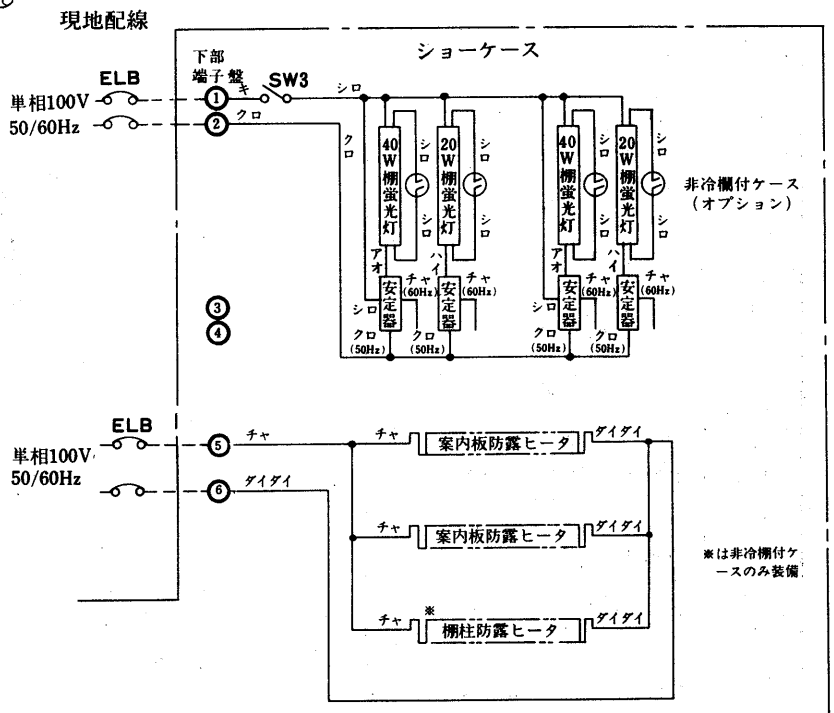 現地配線
ショーケース
下部
端子盤
ELB
単相100V
50/60Hz
①
キ
SW3
シロ
②
クロ
クロ
40W棚蛍光灯
シロ
シロ
20W棚蛍光灯
シロ
シロ
40W棚蛍光灯
シロ
シロ
20W棚蛍光灯
シロ
シロ
非冷欄付ケース
(オプション)
アオ
ハイ
アオ
ハイ
安定器
チャ
(60Hz)
安定器
チャ
(60Hz)
安定器
チャ
(60Hz)
安定器
チャ
(60Hz)
シロ
シロ
クロ
(50Hz)
クロ
(50Hz)
クロ
(50Hz)
クロ
(50Hz)
③
④
ELB
単相100V
50/60Hz
⑤
チャ
チャ
案内板防露ヒータ
ダイダイ
⑥
ダイダイ
チャ
案内板防露ヒータ
ダイダイ
※は非冷棚付ケ
ースのみ装備
※
チャ
棚柱防露ヒータ
ダイダイ